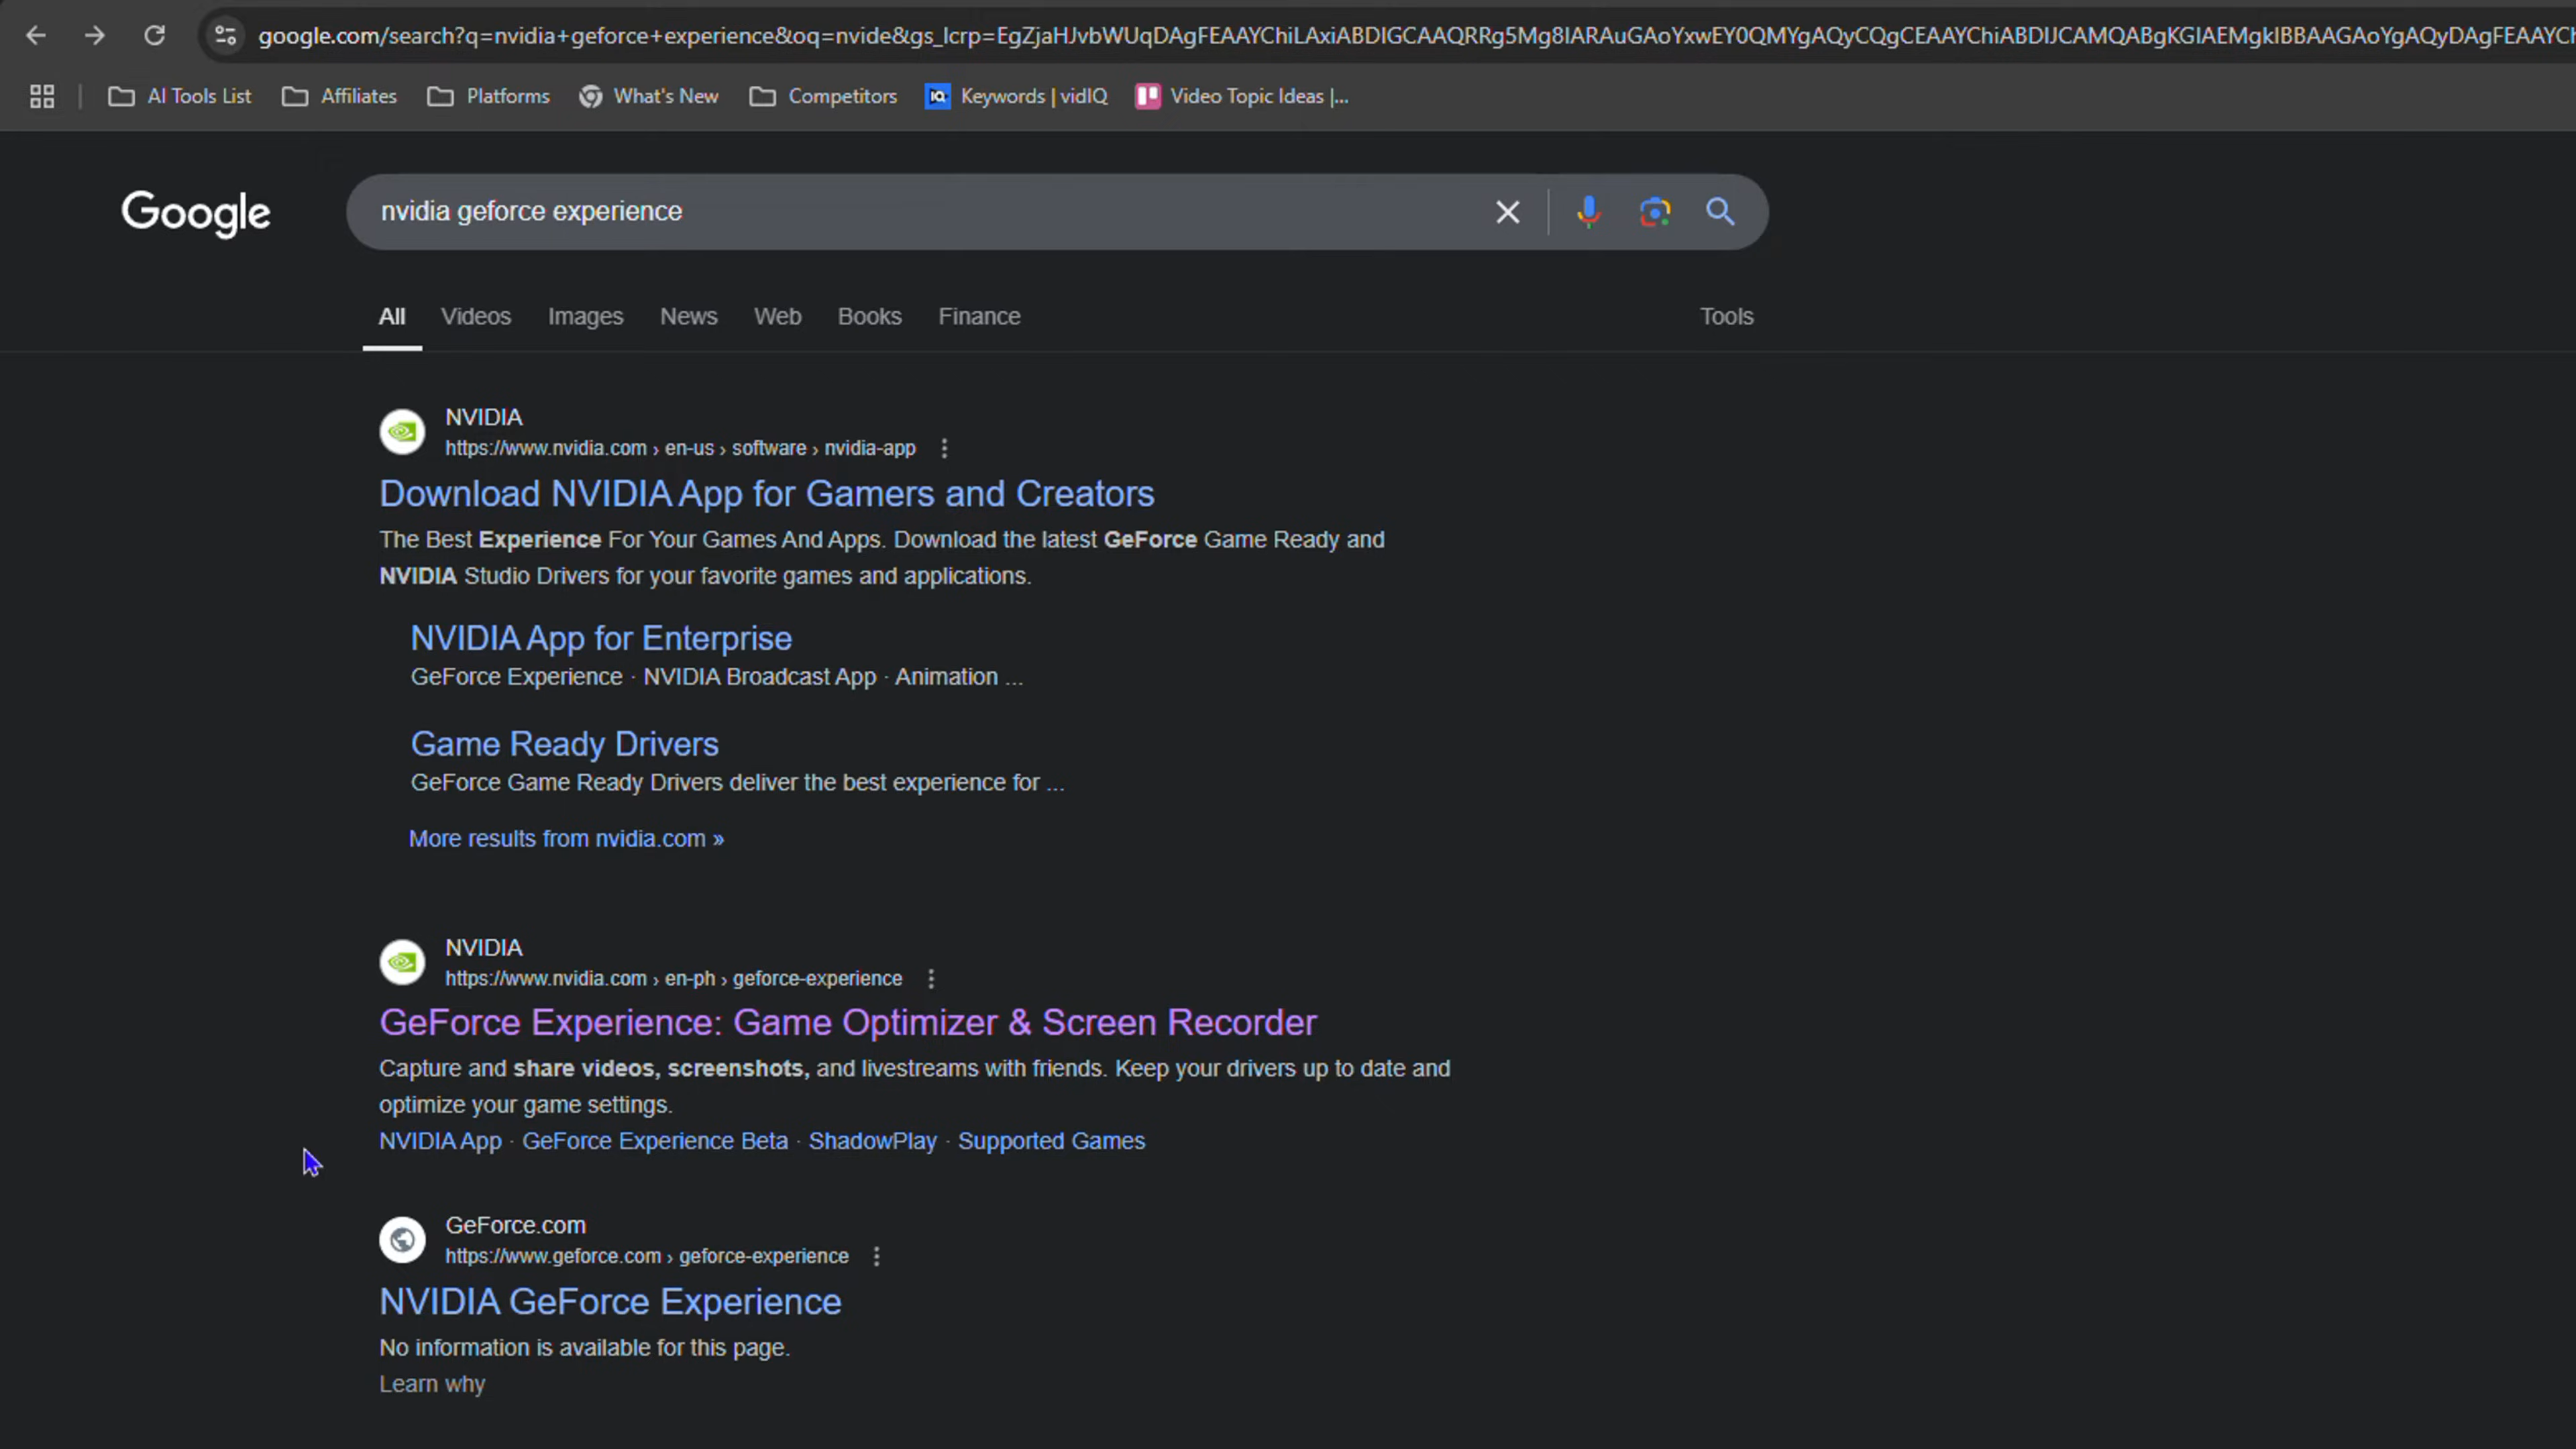 google.com/search?q=nvidia+geforce+experience&oq=nvide&gs_lcrp=EgZjaHJvbWUqDAgFEAAYChiLAxiABDIGCAAQRRg5Mg8IARAuGAoYxwEY0QMYgAQyCQgCEAAYChiABDIJCAMQABgKGIAEMgkIBBAAGAoYgAQyDAgFEAAYCh
AI Tools List Affiliates Platforms What's New Competitors Keywords | vidIQ Video Topic Ideas |...
Google
nvidia geforce experience
All Videos Images News Web Books Finance Tools
NVIDIA
https://www.nvidia.com › en-us › software › nvidia-app
Download NVIDIA App for Gamers and Creators
The Best Experience For Your Games And Apps. Download the latest GeForce Game Ready and
NVIDIA Studio Drivers for your favorite games and applications.
NVIDIA App for Enterprise
GeForce Experience · NVIDIA Broadcast App · Animation ...
Game Ready Drivers
GeForce Game Ready Drivers deliver the best experience for ...
More results from nvidia.com »
NVIDIA
https://www.nvidia.com › en-ph › geforce-experience
GeForce Experience: Game Optimizer & Screen Recorder
Capture and share videos, screenshots, and livestreams with friends. Keep your drivers up to date and
optimize your game settings.
NVIDIA App · GeForce Experience Beta · ShadowPlay · Supported Games
GeForce.com
https://www.geforce.com › geforce-experience
NVIDIA GeForce Experience
No information is available for this page.
Learn why